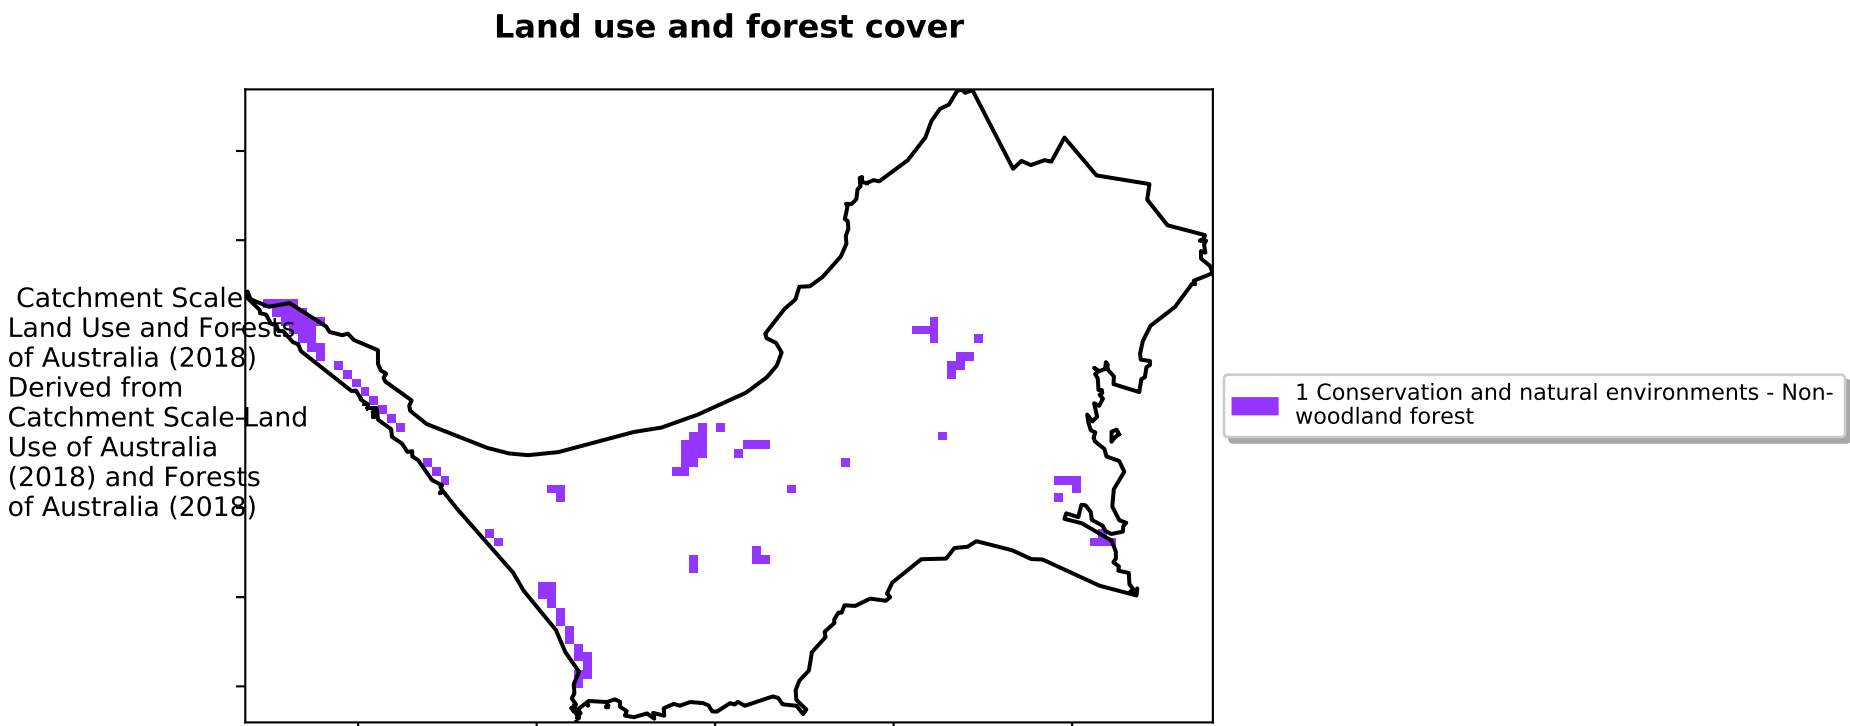 Land use and forest cover
Catchment Scale
Land Use and Forests
of Australia (2018)
Derived from
Catchment Scale Land
Use of Australia
(2018) and Forests
of Australia (2018)
1 Conservation and natural environments - Non-
woodland forest